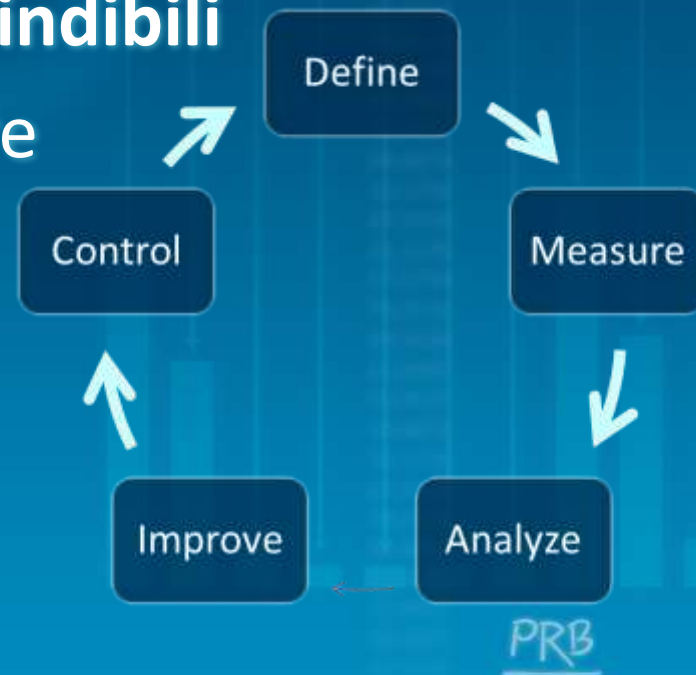 indibili
e
Define
Control
Measure
Improve
Analyze
PRB